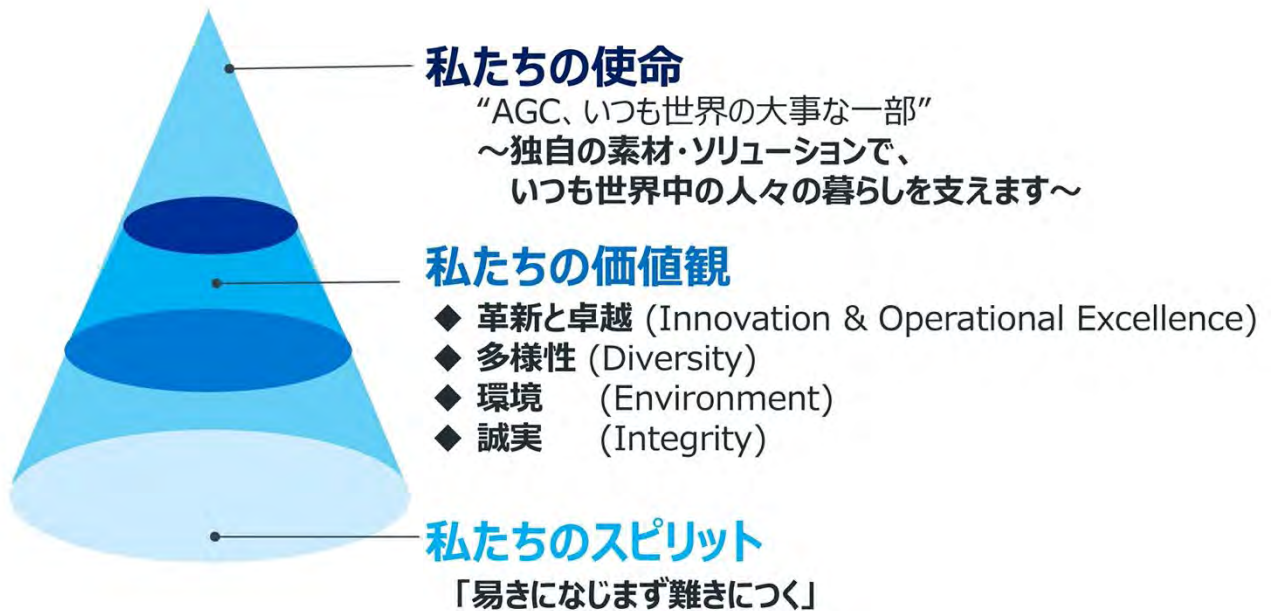 私たちの使命
“AGC、いつも世界の大事な一部”
～独自の素材・ソリューションで、
いつも世界中の人々の暮らしを支えます～
私たちの価値観
◆ 革新と卓越 (Innovation & Operational Excellence)
◆ 多様性 (Diversity)
◆ 環境 (Environment)
◆ 誠実 (Integrity)
私たちのスピリット
「易きになじまず難きにつく」